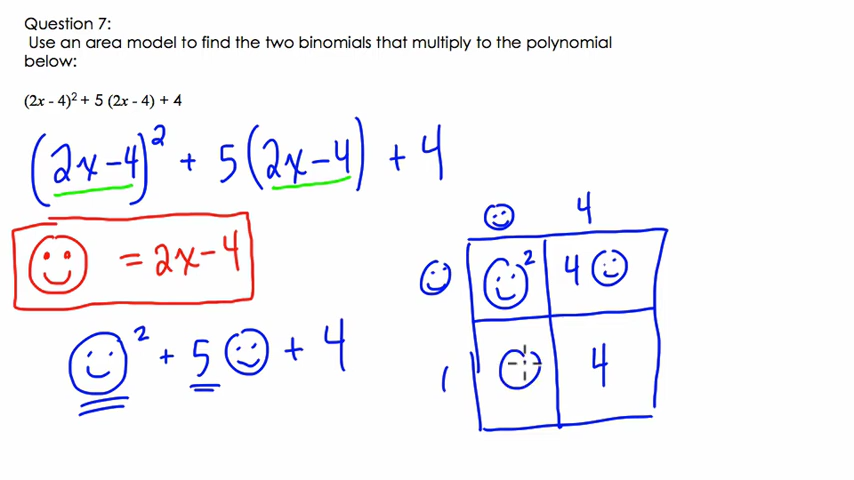 Question 7:
Use an area model to find the two binomials that multiply to the polynomial
below:
(2x - 4)² + 5 (2x - 4) + 4
(2x-4)² + 5(2x-4) + 4
☺ = 2x-4
☺² + 5☺ + 4
☺ 4
☺ ☺² 4☺
1 ☺ 4